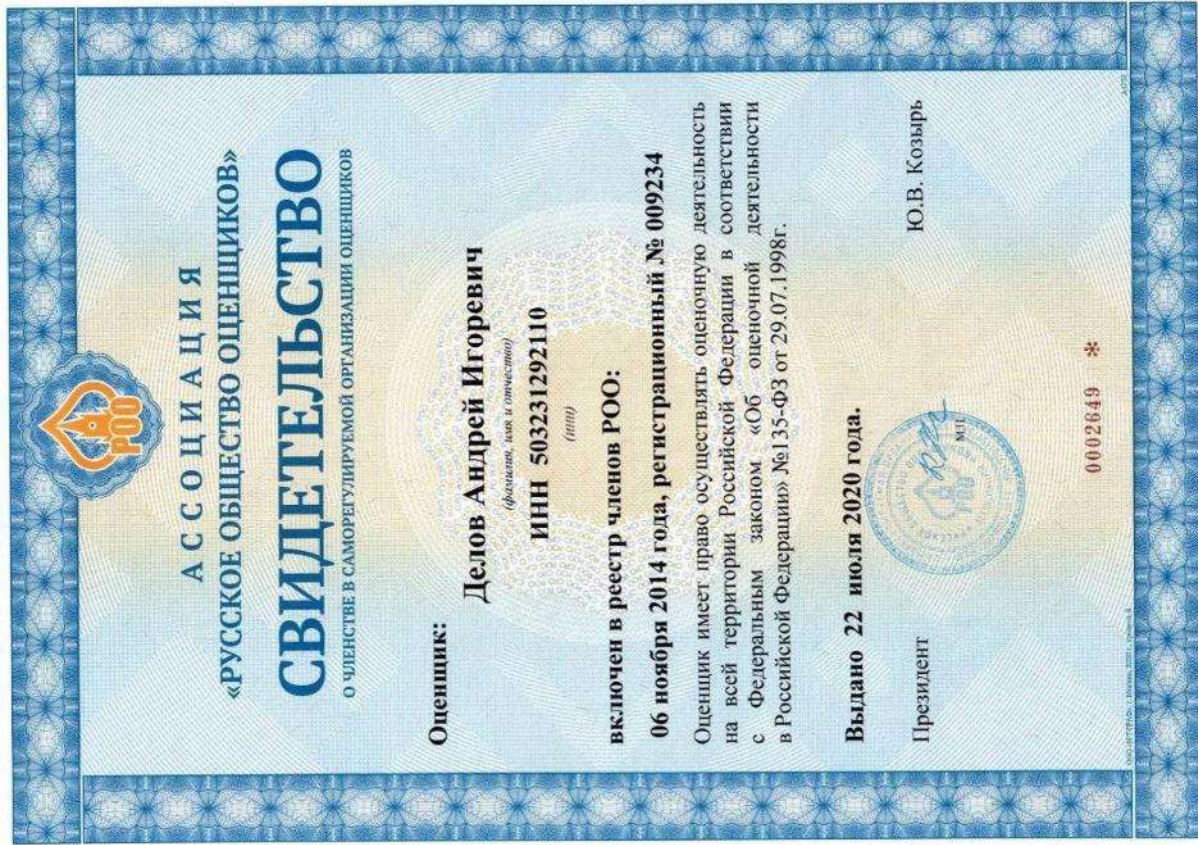 РОО
АССОЦИАЦИЯ
«РУССКОЕ ОБЩЕСТВО ОЦЕНЩИКОВ»
СВИДЕТЕЛЬСТВО
О ЧЛЕНСТВЕ В САМОРЕГУЛИРУЕМОЙ ОРГАНИЗАЦИИ ОЦЕНЩИКОВ
Оценщик:
Делов Андрей Игоревич
(фамилия, имя и отчество)
ИНН 503231292110
(инн)
включен в реестр членов РОО:
06 ноября 2014 года, регистрационный № 009234
Оценщик имеет право осуществлять оценочную деятельность
на всей территории Российской Федерации в соответствии
с Федеральным законом «Об оценочной деятельности
в Российской Федерации» №135-ФЗ от 29.07.1998г.
Выдано 22 июля 2020 года.
Президент
МП
Ю.В. Козырь
0002649 *